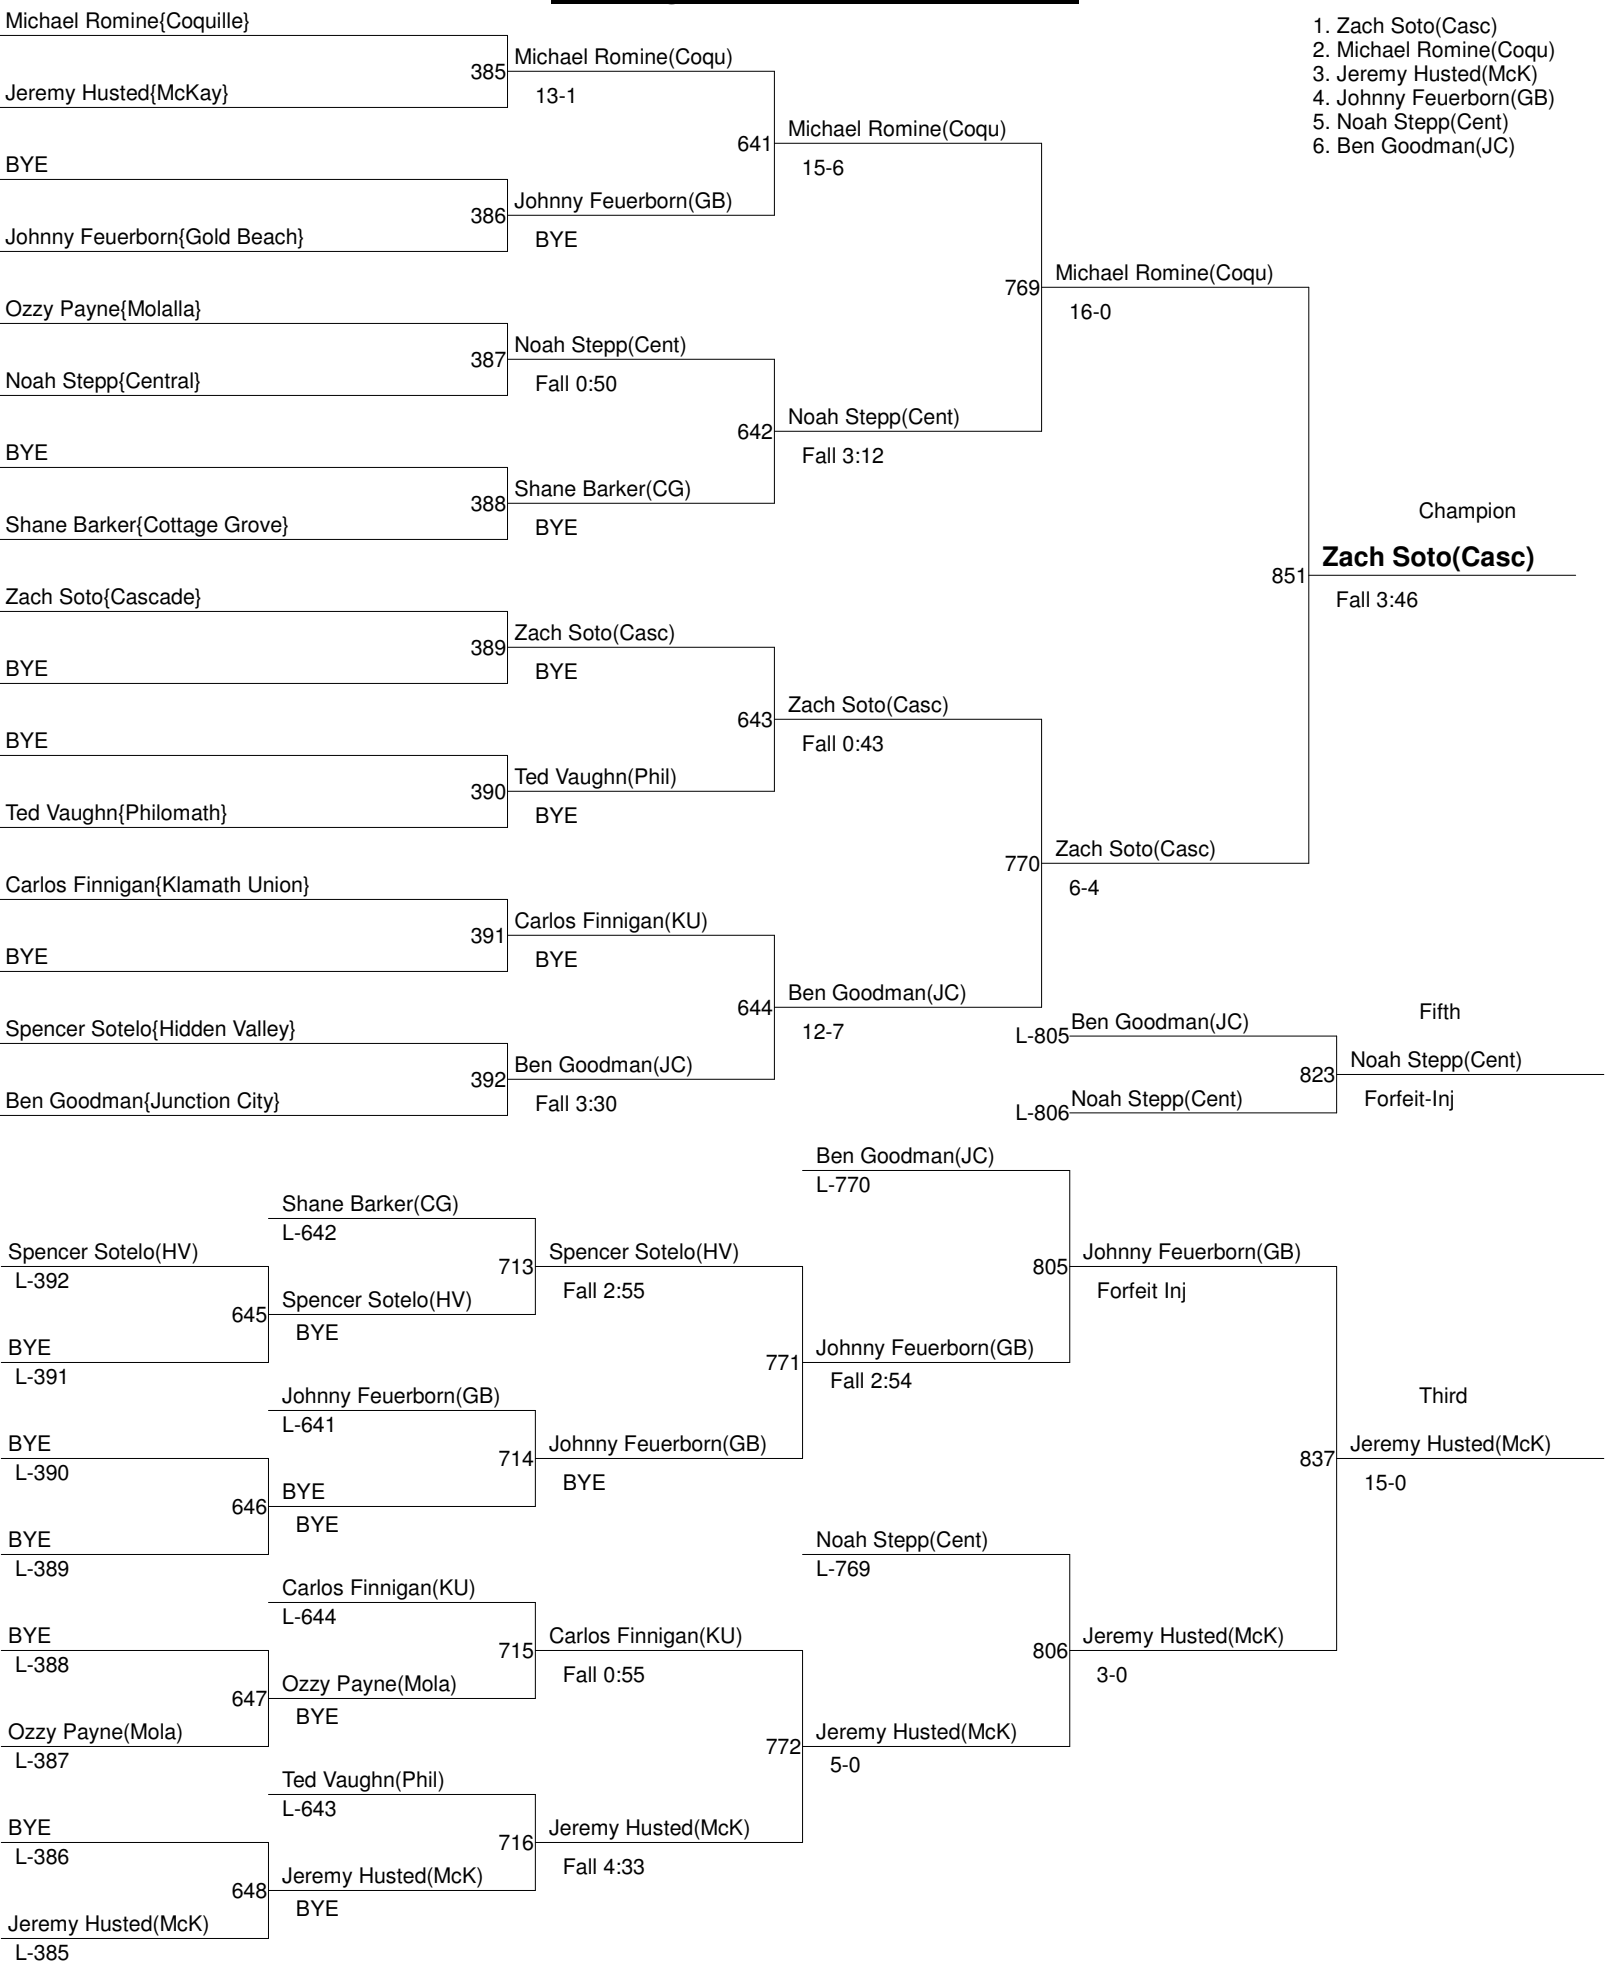 Michael Romine{Coquille}
Jeremy Husted{McKay}
BYE
Johnny Feuerborn{Gold Beach}
Ozzy Payne{Molalla}
Noah Stepp{Central}
BYE
Shane Barker{Cottage Grove}
Zach Soto{Cascade}
BYE
BYE
Ted Vaughn{Philomath}
Carlos Finnigan{Klamath Union}
BYE
Spencer Sotelo{Hidden Valley}
Ben Goodman{Junction City}
385
Michael Romine(Coqu)
13-1
386
Johnny Feuerborn(GB)
BYE
387
Noah Stepp(Cent)
Fall 0:50
388
Shane Barker(CG)
BYE
389
Zach Soto(Casc)
BYE
390
Ted Vaughn(Phil)
BYE
391
Carlos Finnigan(KU)
BYE
392
Ben Goodman(JC)
Fall 3:30
641
Michael Romine(Coqu)
15-6
642
Noah Stepp(Cent)
Fall 3:12
643
Zach Soto(Casc)
Fall 0:43
644
Ben Goodman(JC)
12-7
769
Michael Romine(Coqu)
16-0
770
Zach Soto(Casc)
6-4
Champion
851
Zach Soto(Casc)
Fall 3:46
1. Zach Soto(Casc)
2. Michael Romine(Coqu)
3. Jeremy Husted(McK)
4. Johnny Feuerborn(GB)
5. Noah Stepp(Cent)
6. Ben Goodman(JC)
L-805
Ben Goodman(JC)
L-806
Noah Stepp(Cent)
Fifth
823
Noah Stepp(Cent)
Forfeit-Inj
Spencer Sotelo(HV)
L-392
BYE
L-391
BYE
L-390
BYE
L-389
BYE
L-388
Ozzy Payne(Mola)
L-387
BYE
L-386
Jeremy Husted(McK)
L-385
Shane Barker(CG)
L-642
645
Spencer Sotelo(HV)
BYE
Johnny Feuerborn(GB)
L-641
646
BYE
BYE
Carlos Finnigan(KU)
L-644
647
Ozzy Payne(Mola)
BYE
Ted Vaughn(Phil)
L-643
648
Jeremy Husted(McK)
BYE
713
Spencer Sotelo(HV)
Fall 2:55
714
Johnny Feuerborn(GB)
BYE
715
Carlos Finnigan(KU)
Fall 0:55
716
Jeremy Husted(McK)
Fall 4:33
Ben Goodman(JC)
L-770
771
Johnny Feuerborn(GB)
Fall 2:54
Noah Stepp(Cent)
L-769
772
Jeremy Husted(McK)
5-0
805
Johnny Feuerborn(GB)
Forfeit Inj
806
Jeremy Husted(McK)
3-0
Third
837
Jeremy Husted(McK)
15-0